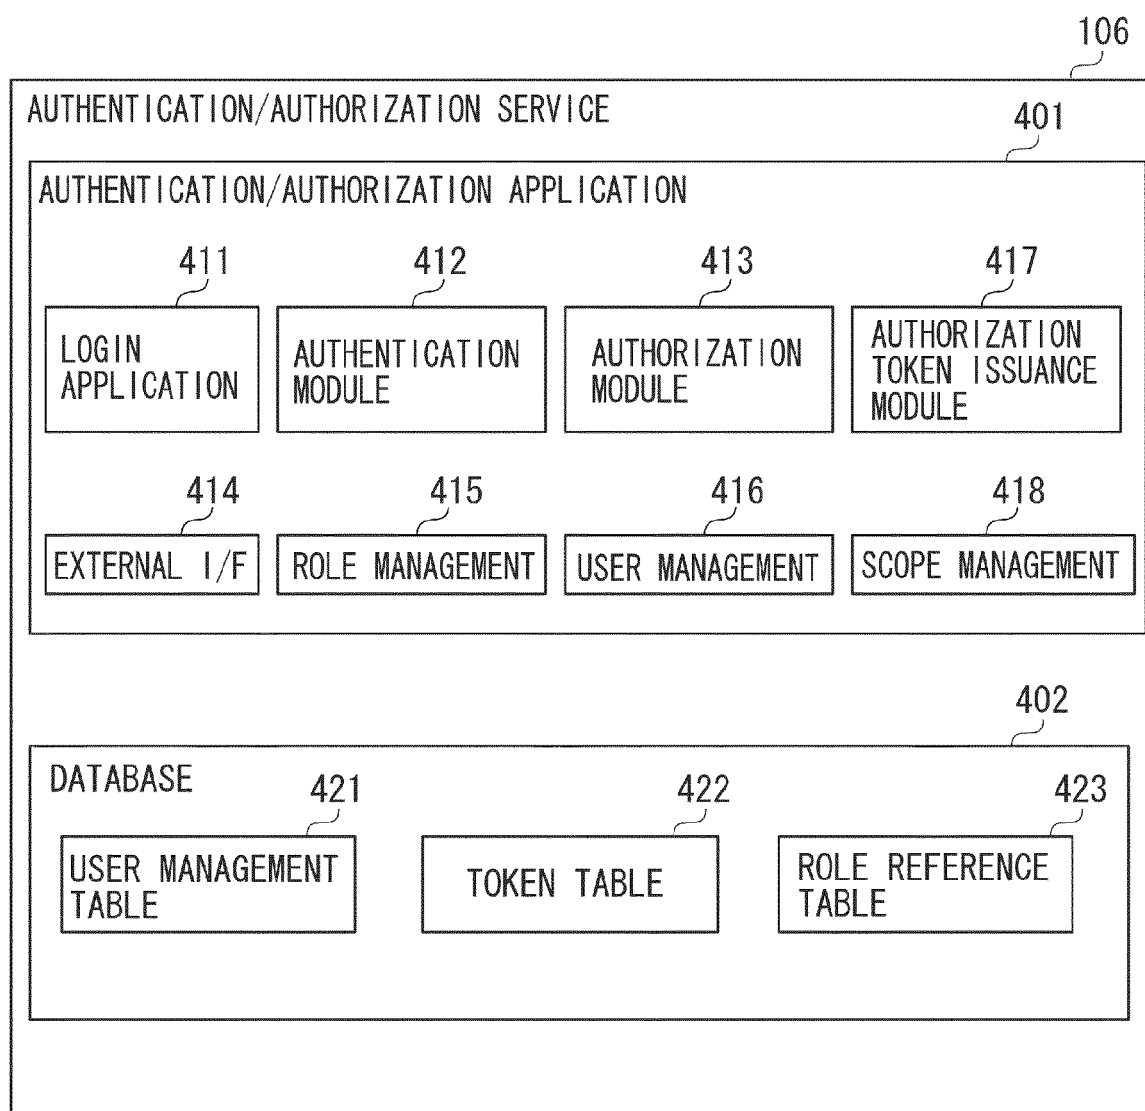 106
AUTHENTICATION/AUTHORIZATION SERVICE
401
AUTHENTICATION/AUTHORIZATION APPLICATION
411
412
413
417
LOGIN
APPLICATION
AUTHENTICATION
MODULE
AUTHORIZATION
MODULE
AUTHORIZATION
TOKEN ISSUANCE
MODULE
414
415
416
418
EXTERNAL I/F
ROLE MANAGEMENT
USER MANAGEMENT
SCOPE MANAGEMENT
402
DATABASE
421
422
423
USER MANAGEMENT
TABLE
TOKEN TABLE
ROLE REFERENCE
TABLE